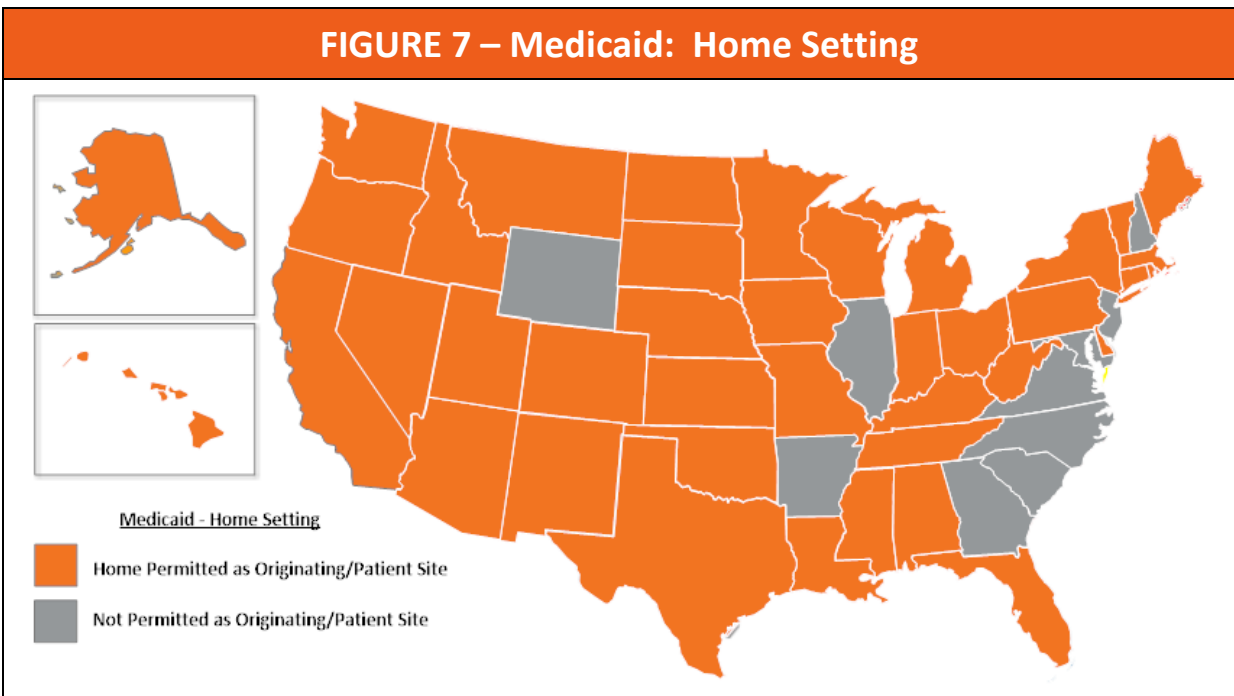 FIGURE 7 – Medicaid: Home Setting
Medicaid - Home Setting
Home Permitted as Originating/Patient Site
Not Permitted as Originating/Patient Site